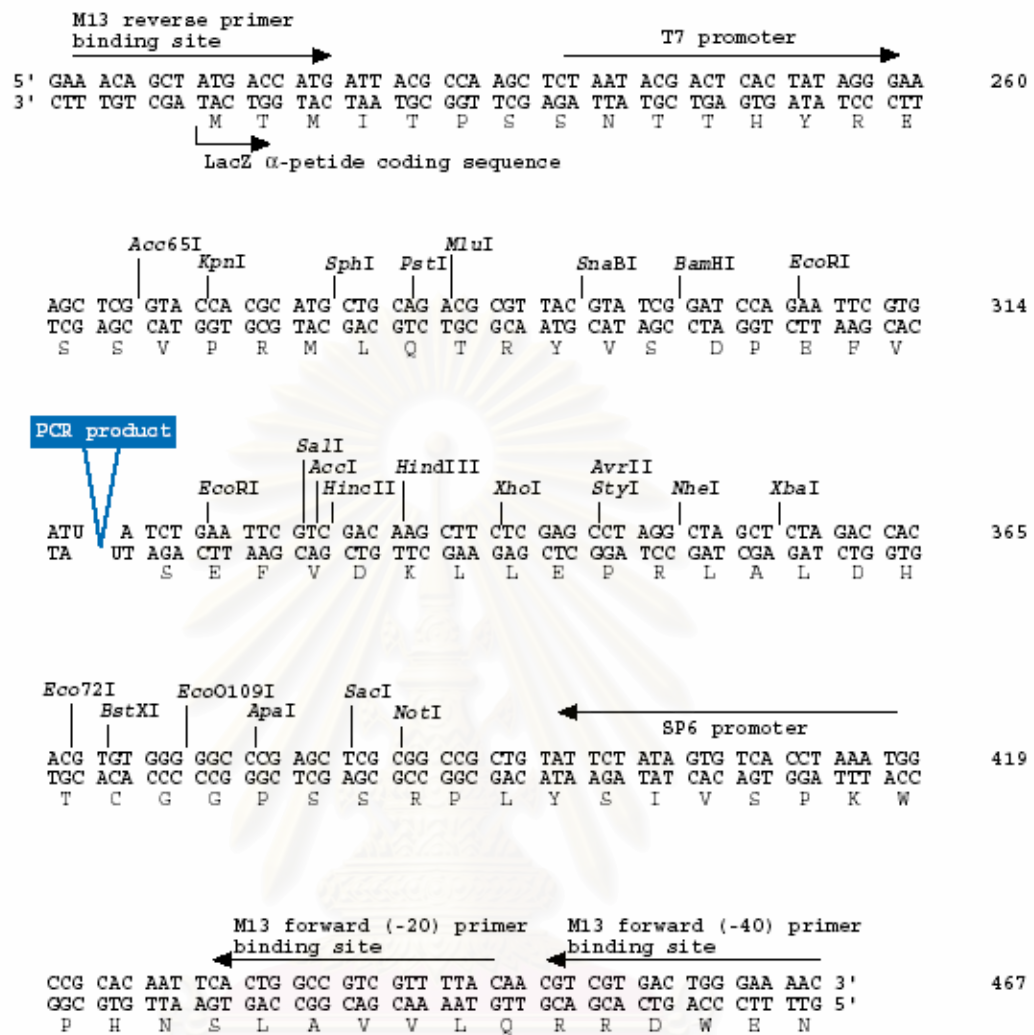 M13 reverse primer
binding site
T7 promoter
5' GAA ACA GCT ATG ACC ATG ATT ACG CCA AGC TCT AAT ACG ACT CAC TAT AGG GAA 260
3' CTT TGT CGA TAC TGG TAC TAA TGC GGT TCG AGA TTA TGC TGA GTG ATA TCC CTT
M T M I T P S S N T T H Y R E
LacZ α-petide coding sequence
Acc65I KpnI SphI PstI MluI SnaBI BamHI EcoRI
AGC TCG GTA CCA CGC ATG CTG CAG ACG CGT TAC GTA TCG GAT CCA GAA TTC GTG 314
TCG AGC CAT GGT GCG TAC GAC GTC TGC GCA ATG CAT AGC CTA GGT CTT AAG CAC
S S V P R M L Q T R Y V S D P E F V
PCR product
SalI
AccI HindIII AvrII
EcoRI HincII XhoI StyI NheI XbaI
ATU A TCT GAA TTC GTC GAC AAG CTT CTC GAG CCT AGG CTA GCT CTA GAC CAC 365
TA UT AGA CTT AAG CAG CTG TTC GAA GAG CTC GGA TCC GAT CGA GAT CTG GTG
S E F V D K L L E P R L A L D H
Eco72I EcoO109I SacI
BstXI ApaI NotI
SP6 promoter
ACG TGT GGG GGC CCG AGC TCG CGG CCG CTG TAT TCT ATA GTG TCA CCT AAA TGG 419
TGC ACA CCC CCG GGC TCG AGC GCC GGC GAC ATA AGA TAT CAC AGT GGA TTT ACC
T C G G P S S R P L Y S I V S P K W
M13 forward (-20) primer
binding site
M13 forward (-40) primer
binding site
CCG CAC AAT TCA CTG GCC GTC GTT TTA CAA CGT CGT GAC TGG GAA AAC 3' 467
GGC GTG TTA AGT GAC CGG CAG CAA AAT GTT GCA GCA CTG ACC CTT TTG 5'
P H N S L A V V L Q R R D W E N